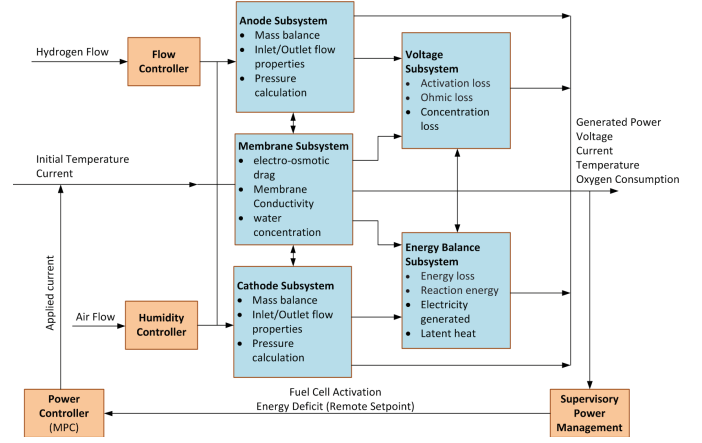 Anode Subsystem
● Mass balance
● Inlet/Outlet flow
properties
● Pressure
calculation
Hydrogen Flow
Flow
Controller
Voltage
Subsystem
● Activation loss
● Ohmic loss
● Concentration
loss
Generated Power
Voltage
Current
Temperature
Oxygen Consumption
Membrane Subsystem
● electro-osmotic
drag
● Membrane
Conductivity
● water
concentration
Initial Temperature
Current
Energy Balance
Subsystem
● Energy loss
● Reaction energy
● Electricity
generated
● Latent heat
Cathode Subsystem
● Mass balance
● Inlet/Outlet flow
properties
● Pressure
calculation
Applied current
Air Flow
Humidity
Controller
Power
Controller
(MPC)
Fuel Cell Activation
Energy Deficit (Remote Setpoint)
Supervisory
Power
Management